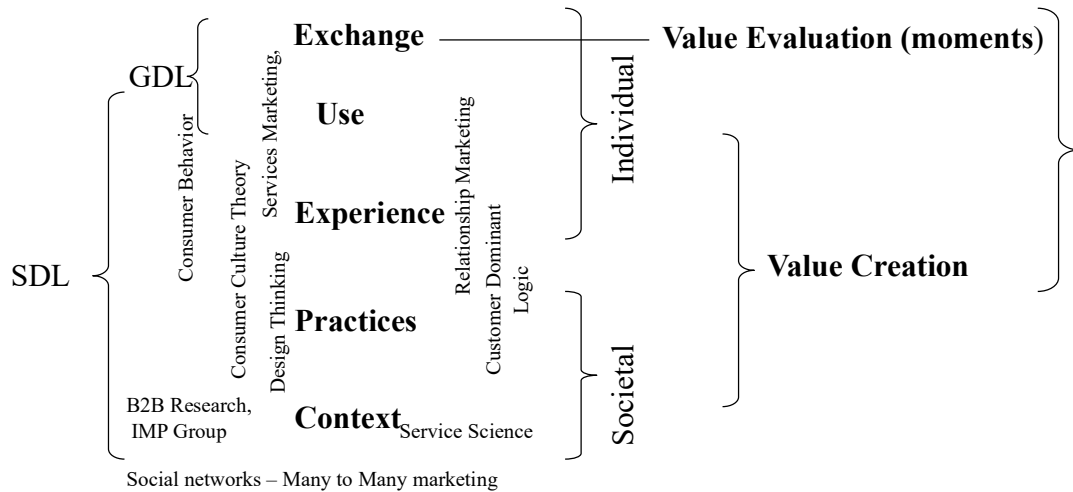 Exchange
Value Evaluation (moments)
GDL
Use
Services Marketing,
Consumer Behavior
Individual
Relationship Marketing
Consumer Culture Theory
Experience
Customer Dominant
Logic
Value Creation
SDL
Design Thinking
Practices
Societal
B2B Research,
IMP Group
Context
Service Science
Social networks – Many to Many marketing